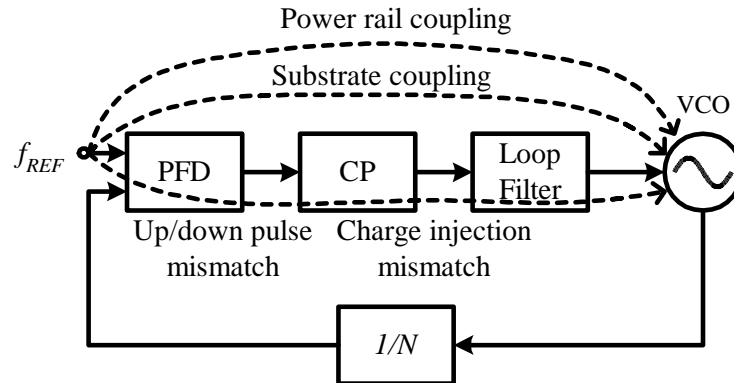 Power rail coupling
Substrate coupling
VCO
f_REF
PFD
CP
Loop
Filter
Up/down pulse
mismatch
Charge injection
mismatch
1/N